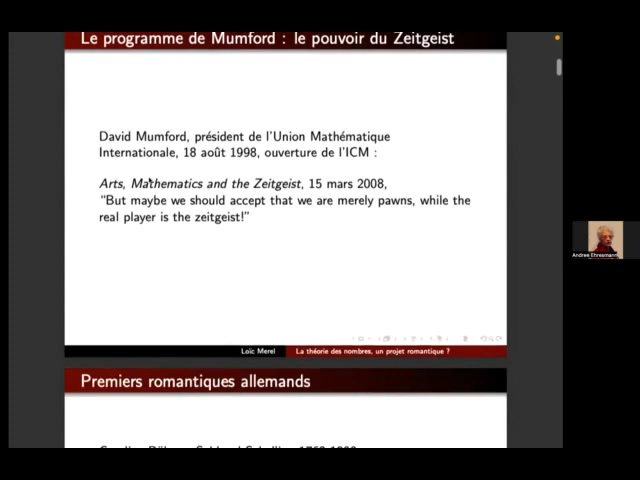 Le programme de Mumford : le pouvoir du Zeitgeist
David Mumford, président de l'Union Mathématique
Internationale, 18 août 1998, ouverture de l'ICM :
Arts, Mathematics and the Zeitgeist, 15 mars 2008,
"But maybe we should accept that we are merely pawns, while the
real player is the zeitgeist!"
Andree Ehresmann
Loïc Merel
La théorie des nombres, un projet romantique ?
Premiers romantiques allemands